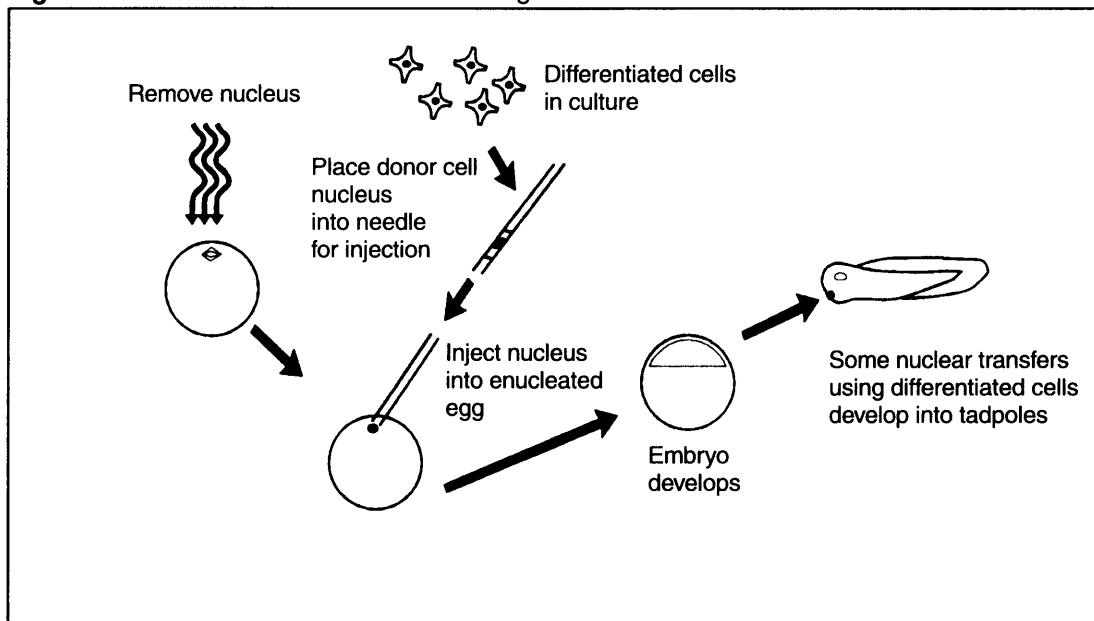 Remove nucleus
Differentiated cells
in culture
Place donor cell
nucleus
into needle
for injection
Inject nucleus
into enucleated
egg
Embryo
develops
Some nuclear transfers
using differentiated cells
develop into tadpoles